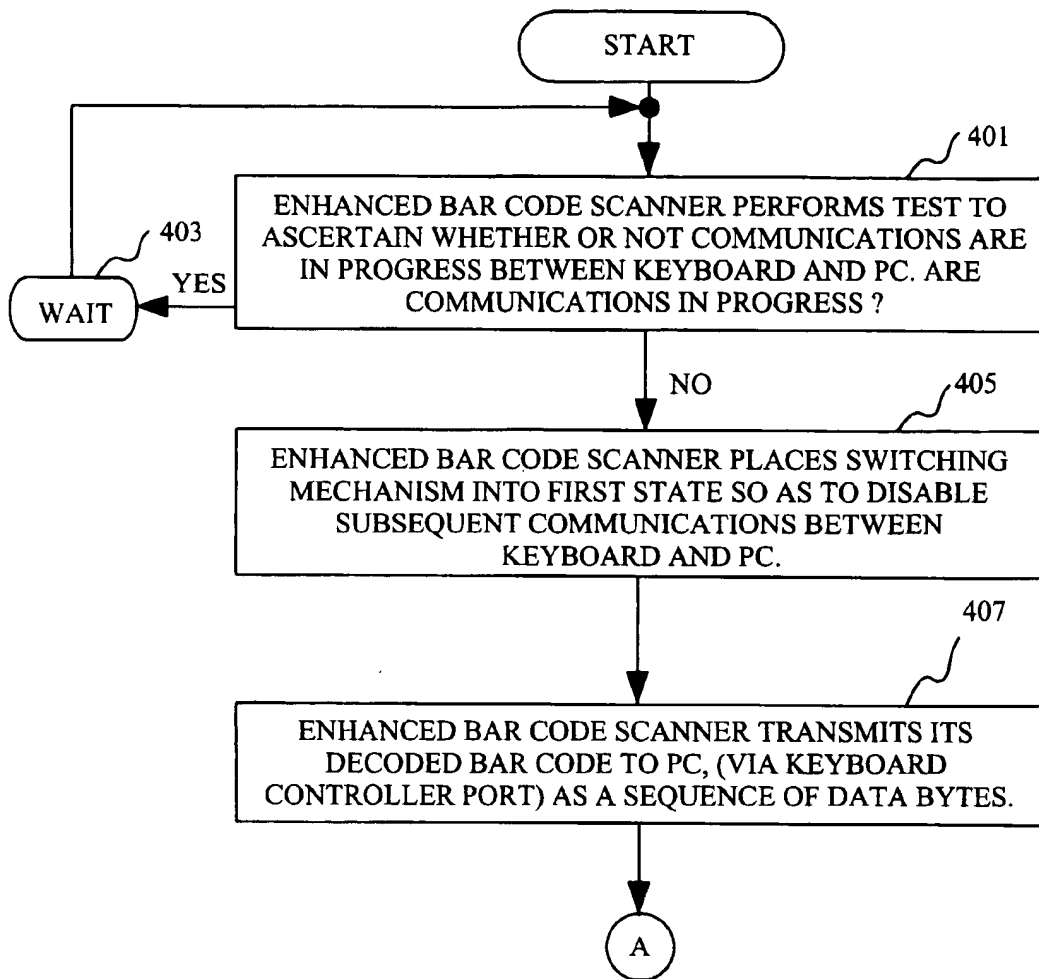 START
401
ENHANCED BAR CODE SCANNER PERFORMS TEST TO
ASCERTAIN WHETHER OR NOT COMMUNICATIONS ARE
IN PROGRESS BETWEEN KEYBOARD AND PC. ARE
COMMUNICATIONS IN PROGRESS ?
403
YES
WAIT
NO
405
ENHANCED BAR CODE SCANNER PLACES SWITCHING
MECHANISM INTO FIRST STATE SO AS TO DISABLE
SUBSEQUENT COMMUNICATIONS BETWEEN
KEYBOARD AND PC.
407
ENHANCED BAR CODE SCANNER TRANSMITS ITS
DECODED BAR CODE TO PC, (VIA KEYBOARD
CONTROLLER PORT) AS A SEQUENCE OF DATA BYTES.
A